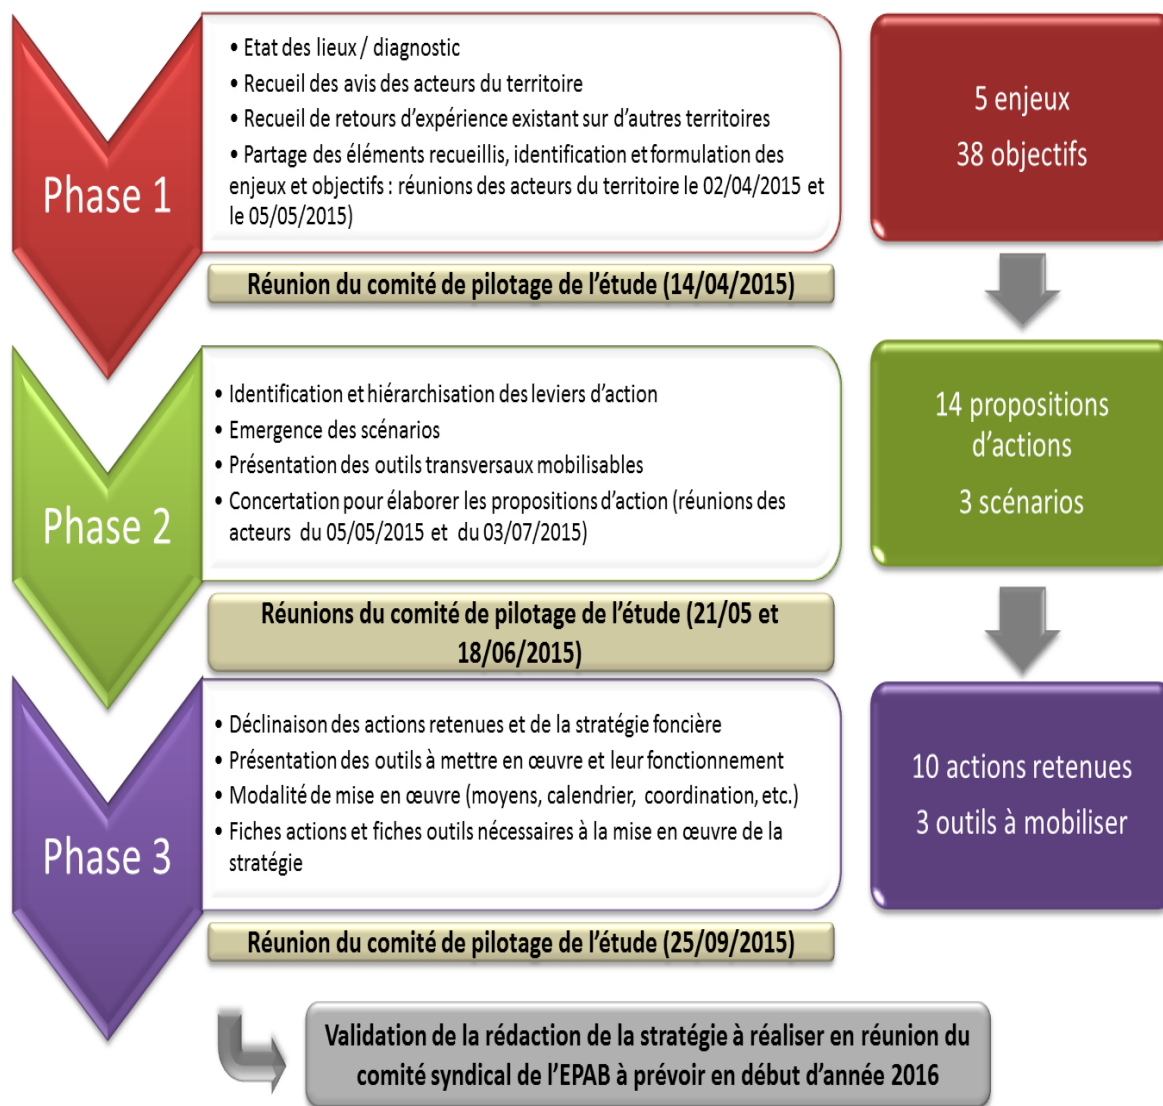 Phase 1
• Etat des lieux / diagnostic
• Recueil des avis des acteurs du territoire
• Recueil de retours d’expérience existant sur d’autres territoires
• Partage des éléments recueillis, identification et formulation des
enjeux et objectifs : réunions des acteurs du territoire le 02/04/2015 et
le 05/05/2015)
5 enjeux
38 objectifs
Réunion du comité de pilotage de l’étude (14/04/2015)
Phase 2
• Identification et hiérarchisation des leviers d’action
• Emergence des scénarios
• Présentation des outils transversaux mobilisables
• Concertation pour élaborer les propositions d’action (réunions des
acteurs du 05/05/2015 et du 03/07/2015)
14 propositions
d’actions
3 scénarios
Réunions du comité de pilotage de l’étude (21/05 et
18/06/2015)
Phase 3
• Déclinaison des actions retenues et de la stratégie foncière
• Présentation des outils à mettre en œuvre et leur fonctionnement
• Modalité de mise en œuvre (moyens, calendrier, coordination, etc.)
• Fiches actions et fiches outils nécessaires à la mise en œuvre de la
stratégie
10 actions retenues
3 outils à mobiliser
Réunion du comité de pilotage de l’étude (25/09/2015)
Validation de la rédaction de la stratégie à réaliser en réunion du
comité syndical de l’EPAB à prévoir en début d’année 2016